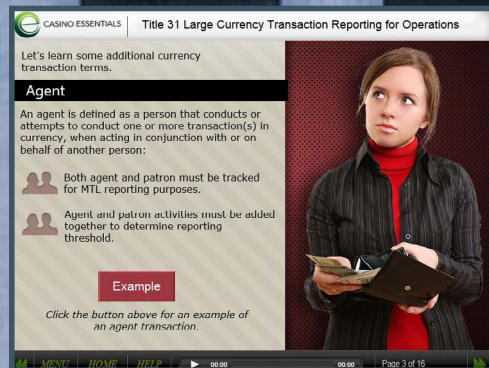 CASINO ESSENTIALS
Title 31 Large Currency Transaction Reporting for Operations
Let's learn some additional currency
transaction terms.
Agent
An agent is defined as a person that conducts or
attempts to conduct one or more transaction(s) in
currency, when acting in conjunction with or on
behalf of another person:
Both agent and patron must be tracked
for MTL reporting purposes.
Agent and patron activities must be added
together to determine reporting
threshold.
Example
Click the button above for an example of
an agent transaction.
MENU HOME HELP 00:00 00:00 Page 3 of 16